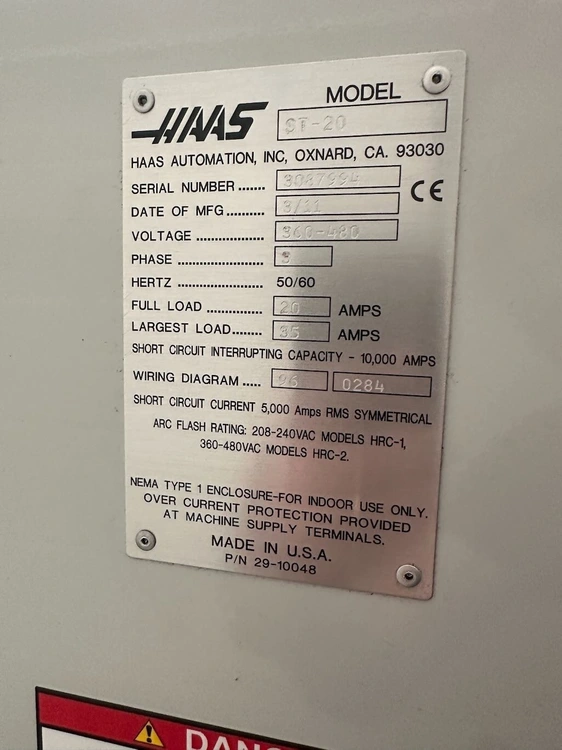 HAAS
MODEL
ST-20
HAAS AUTOMATION, INC, OXNARD, CA. 93030
SERIAL NUMBER ...... 3087994 CE
DATE OF MFG ......... 3/11
VOLTAGE ................ 360-480
PHASE .................... 3
HERTZ .................... 50/60
FULL LOAD ........... 20 AMPS
LARGEST LOAD....... 35 AMPS
SHORT CIRCUIT INTERRUPTING CAPACITY - 10,000 AMPS
WIRING DIAGRAM ..... 96 0284
SHORT CIRCUIT CURRENT 5,000 Amps RMS SYMMETRICAL
ARC FLASH RATING: 208-240VAC MODELS HRC-1,
360-480VAC MODELS HRC-2.
NEMA TYPE 1 ENCLOSURE-FOR INDOOR USE ONLY.
OVER CURRENT PROTECTION PROVIDED
AT MACHINE SUPPLY TERMINALS.
MADE IN U.S.A.
P/N 29-10048